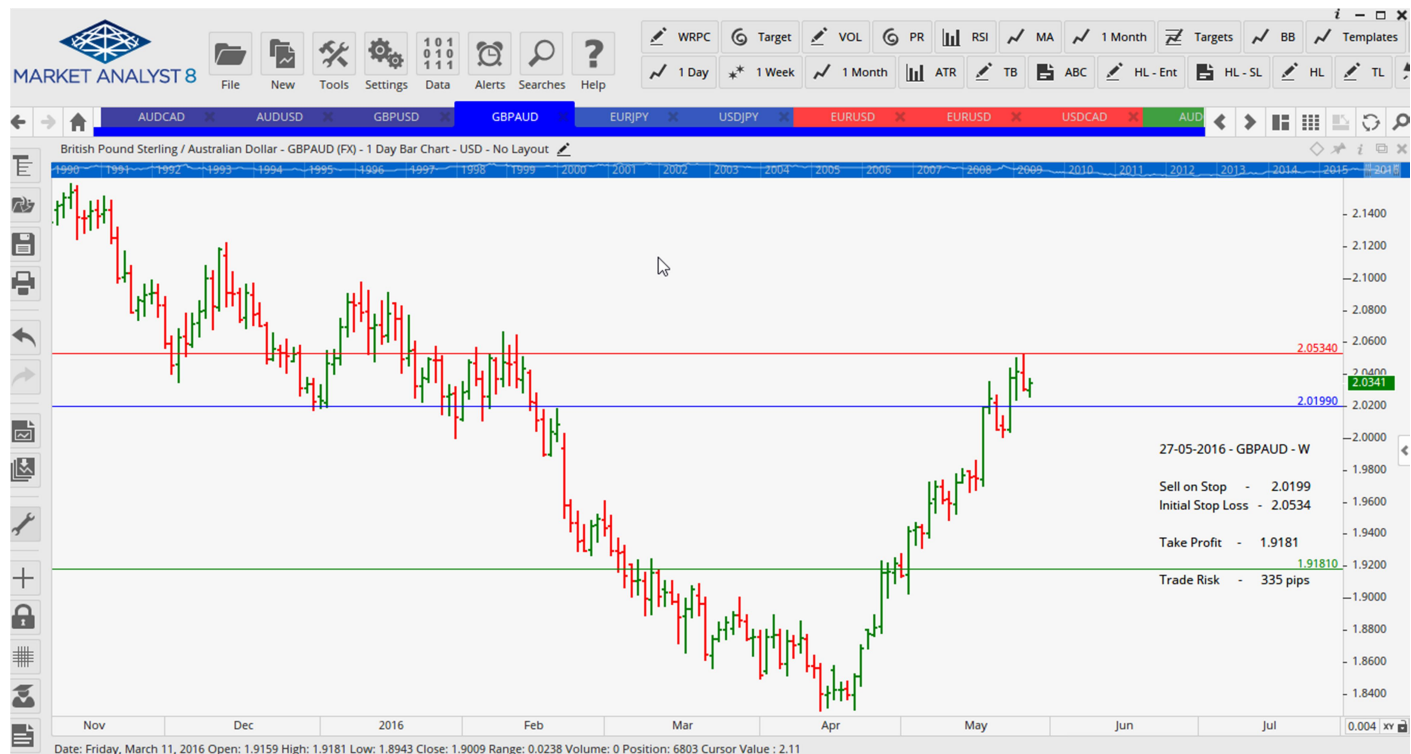 MARKET ANALYST 8
File
New
Tools
Settings
101
010
111
Data
Alerts
Searches
?
Help
WRPC
Target
VOL
PR
RSI
MA
1 Month
Targets
BB
Templates
1 Day
1 Week
1 Month
ATR
TB
ABC
HL - Ent
HL - SL
HL
TL
AUDCAD
AUDUSD
GBPUSD
GBPAUD
EURJPY
USDJPY
EURUSD
EURUSD
USDCAD
AUD
British Pound Sterling / Australian Dollar - GBPAUD (FX) - 1 Day Bar Chart - USD - No Layout
1990 1991 1992 1993 1994 1995 1996 1997 1998 1999 2000 2001 2002 2003 2004 2005 2006 2007 2008 2009 2010 2011 2012 2013 2014 2015 2016
2.1400
2.1200
2.1000
2.0800
2.0600
2.05340
2.0400
2.0341
2.01990
2.0200
2.0000
27-05-2016 - GBPAUD - W
1.9800
Sell on Stop - 2.0199
Initial Stop Loss - 2.0534
1.9600
1.9400
Take Profit - 1.9181
1.91810
1.9200
Trade Risk - 335 pips
1.9000
1.8800
1.8600
1.8400
Nov Dec 2016 Feb Mar Apr May Jun Jul
0.004 XY
Date: Friday, March 11, 2016 Open: 1.9159 High: 1.9181 Low: 1.8943 Close: 1.9009 Range: 0.0238 Volume: 0 Position: 6803 Cursor Value : 2.11